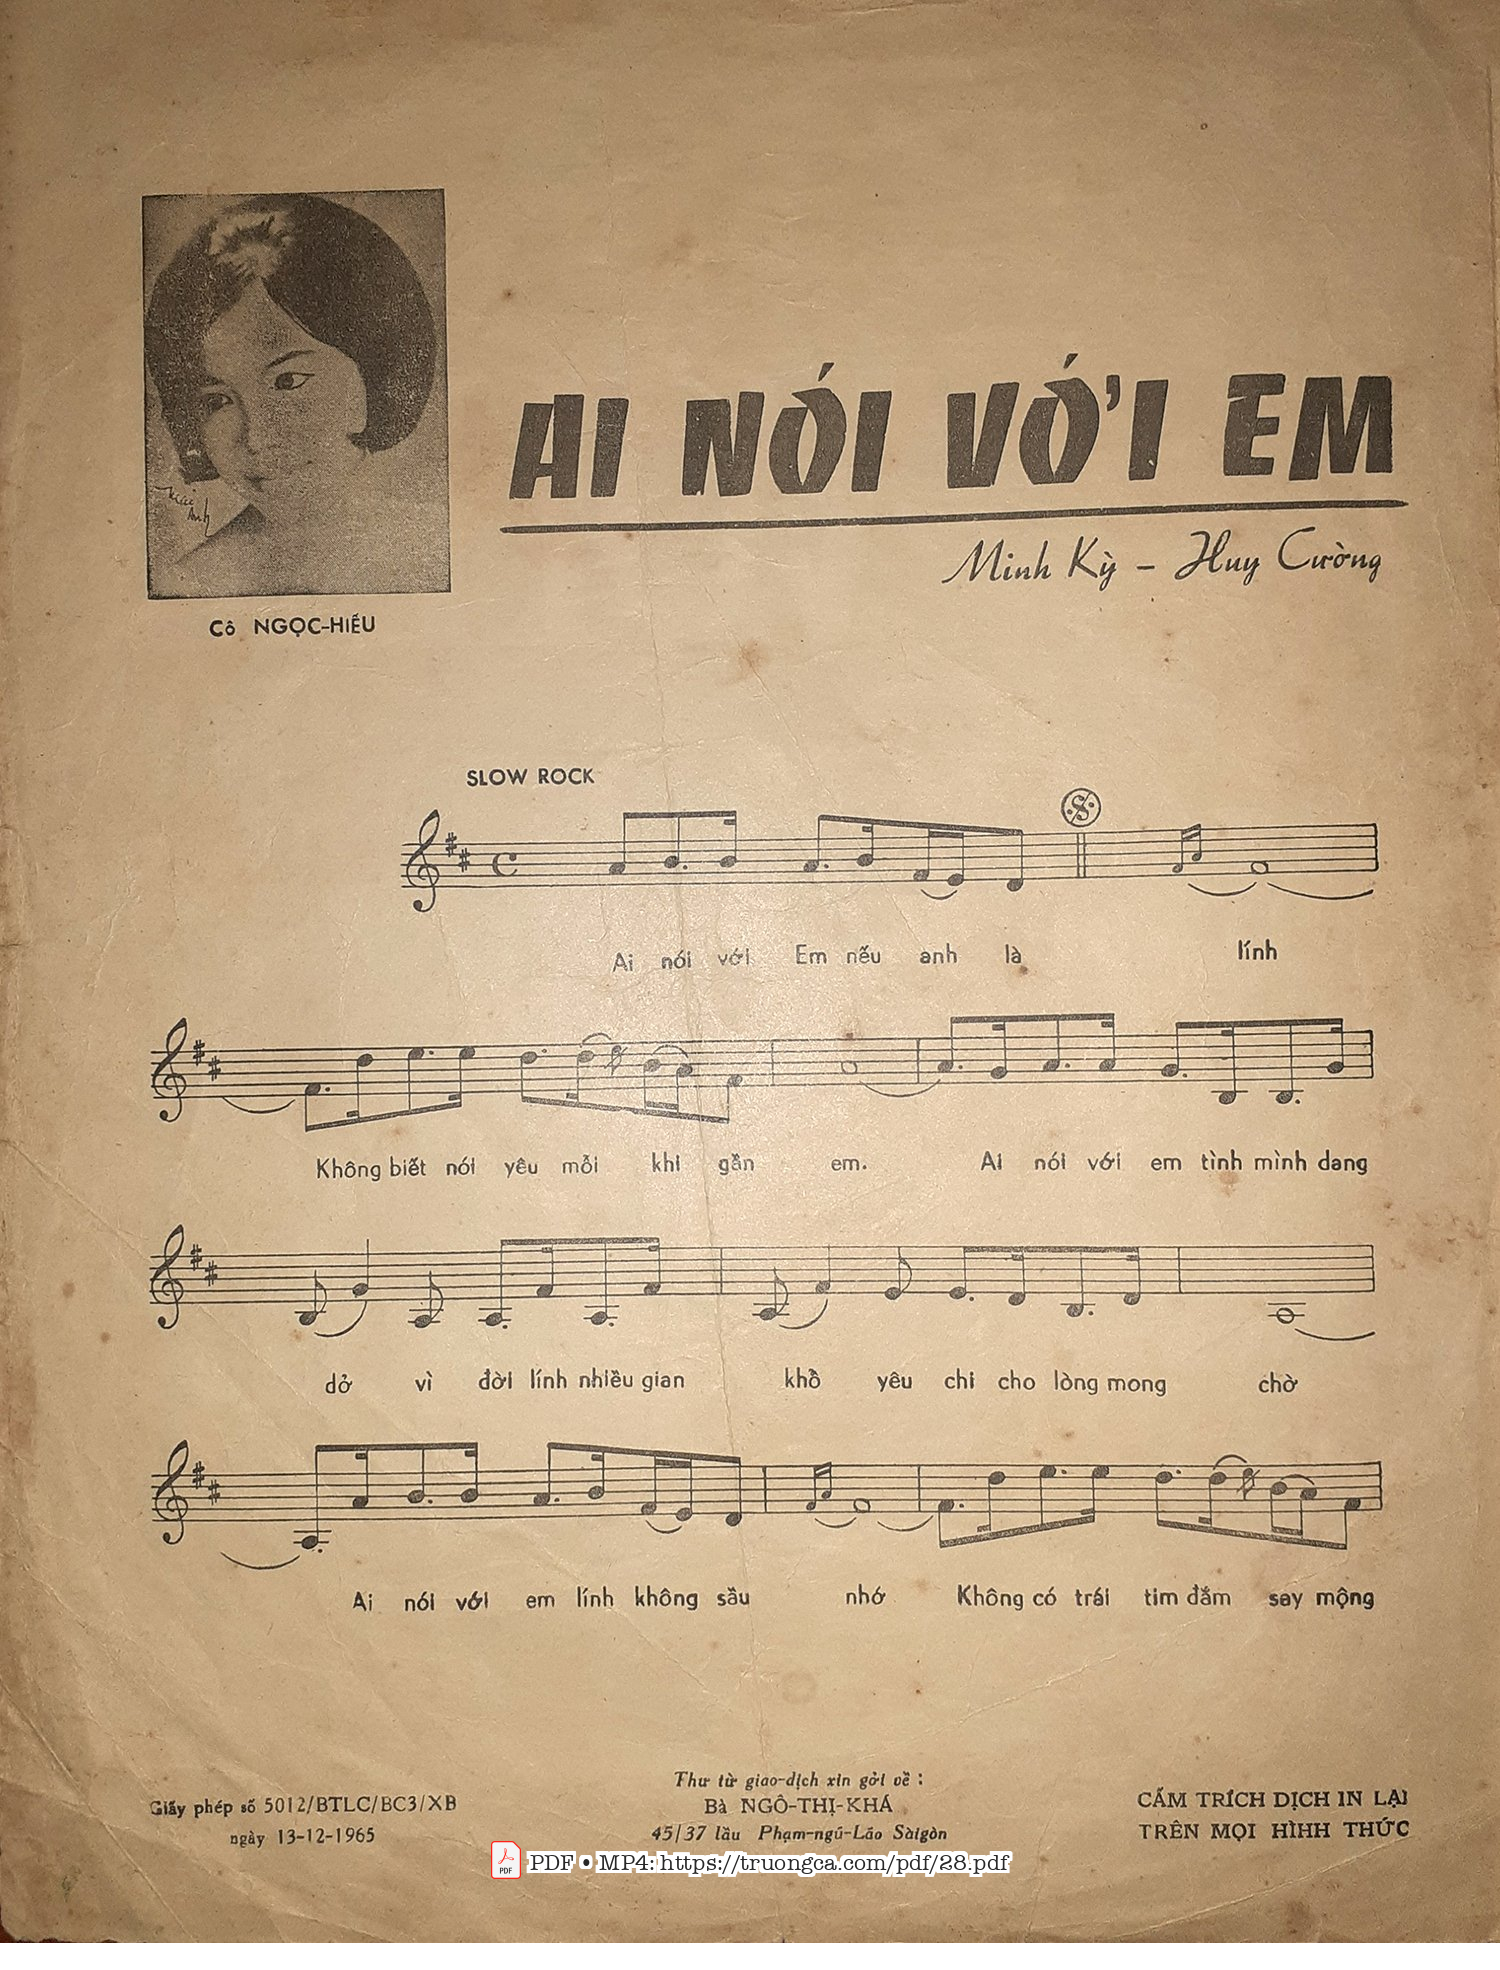 AI NÓI VỚI EM
Minh Kỳ - Huy Cường
Mai
Anh
Cô NGỌC-HIẾU
SLOW ROCK
Ai nói với Em nếu anh là lính
Không biết nói yêu mỗi khi gần em. Ai nói với em tình mình dang
dở vì đời lính nhiều gian khổ yêu chi cho lòng mong chờ
Ai nói với em lính không sầu nhớ Không có trái tim đắm say mộng
Giấy phép số 5012/BTLC/BC3/XB
ngày 13-12-1965
Thư từ giao-dịch xin gởi về :
Bà NGÔ-THỊ-KHÁ
45/37 lầu Phạm-ngũ-Lão Sàigòn
CẤM TRÍCH DỊCH IN LẠI
TRÊN MỌI HÌHH THỨC
PDF • MP4: https://truongca.com/pdf/28.pdf